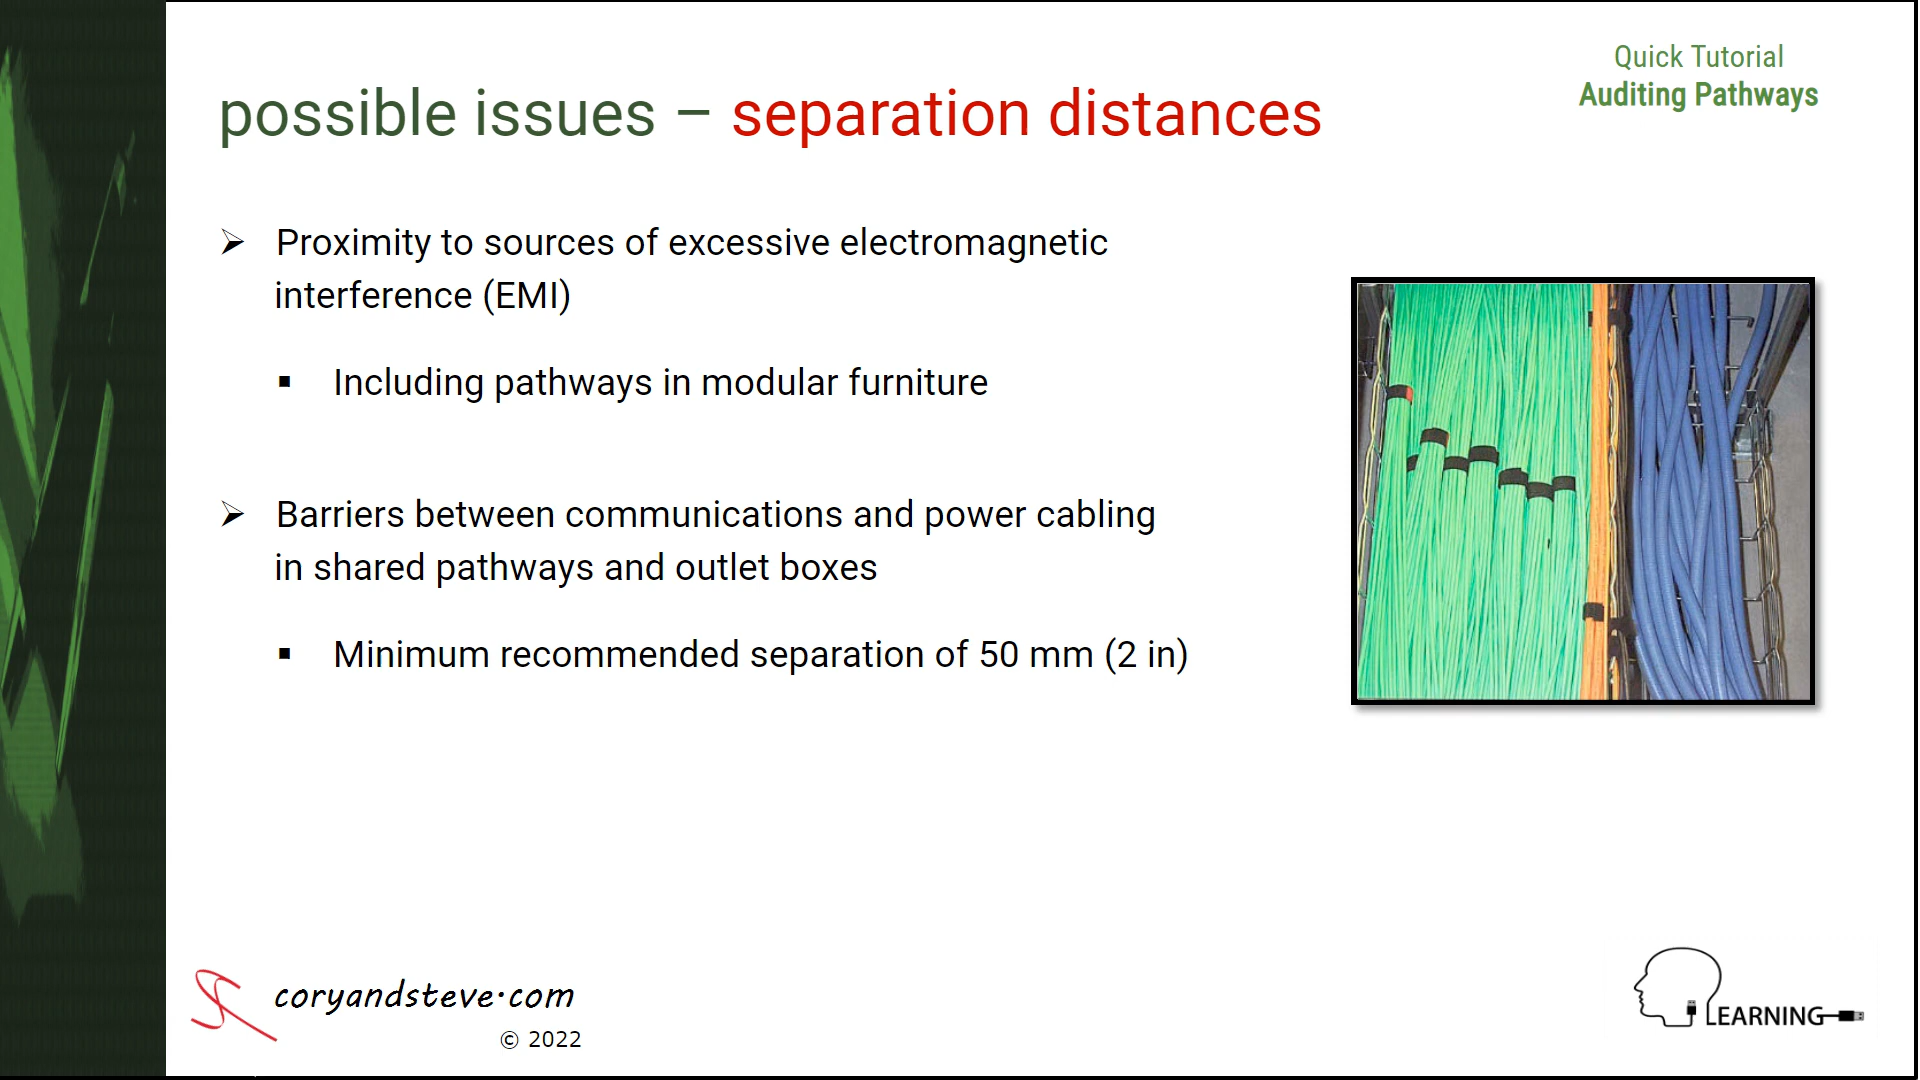 Quick Tutorial
Auditing Pathways
possible issues – separation distances
➢ Proximity to sources of excessive electromagnetic
interference (EMI)
▪ Including pathways in modular furniture
➢ Barriers between communications and power cabling
in shared pathways and outlet boxes
▪ Minimum recommended separation of 50 mm (2 in)
coryandsteve.com
© 2022
LEARNING